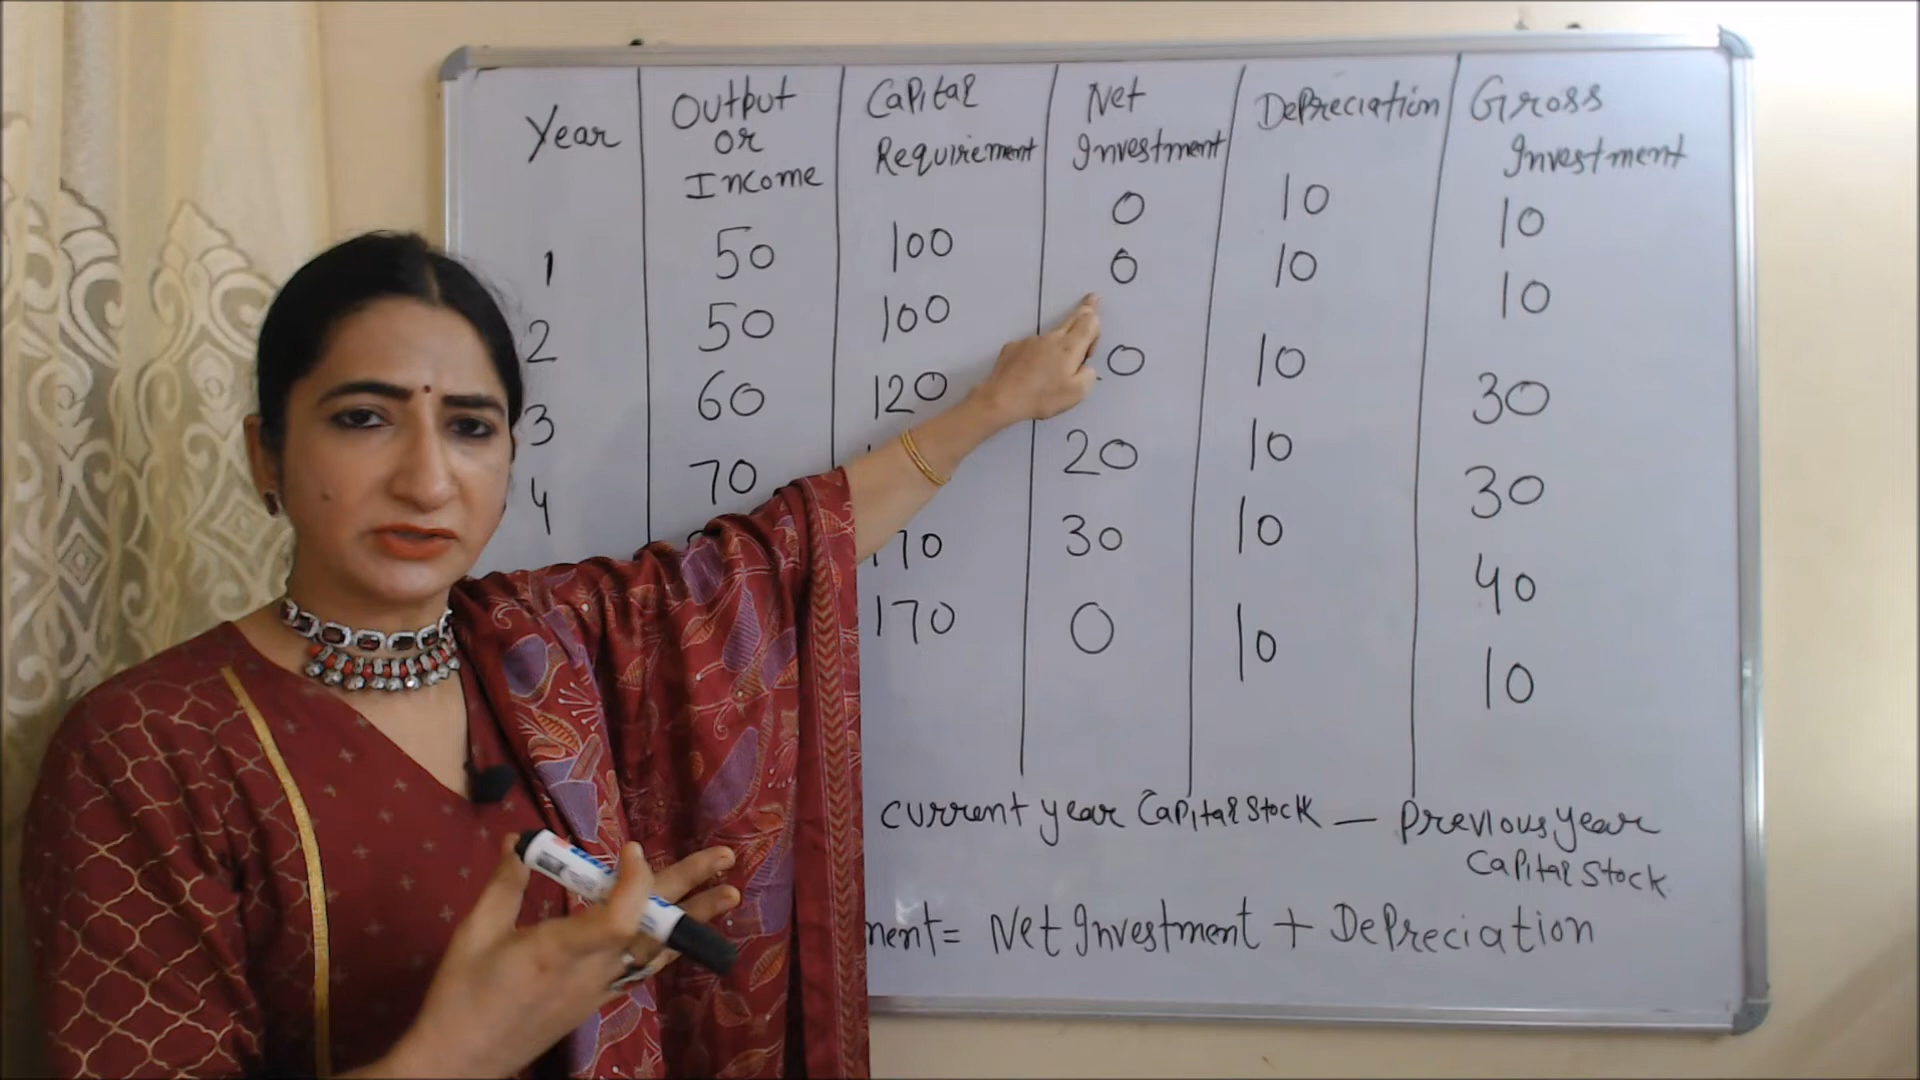 Year Output or Income Capital Requirement Net Investment Depreciation Gross Investment
1 50 100 0 10 10
2 50 100 0 10 10
3 60 120 0 10 30
4 70 20 10 30
170 30 10 40
170 0 10 10
Current year Capital Stock — Previous year Capital Stock
ment = Net Investment + Depreciation